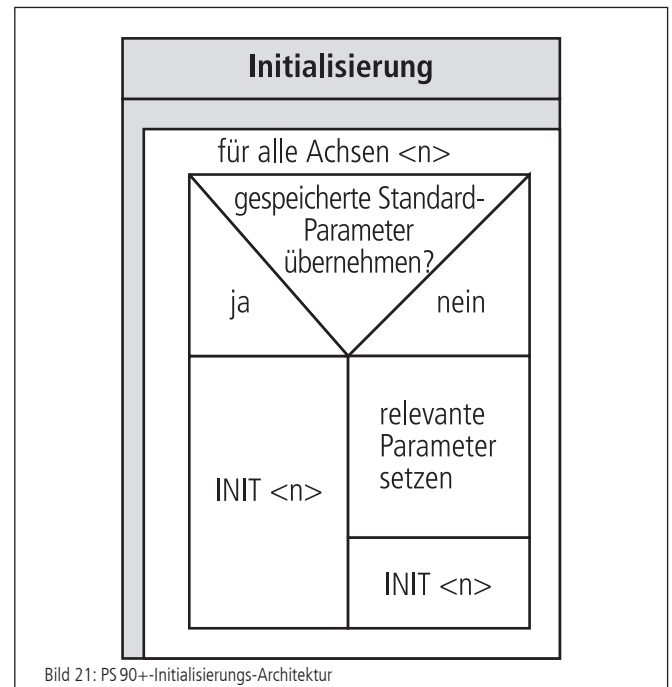 Initialisierung
für alle Achsen <n>
gespeicherte Standard-
Parameter
übernehmen?
ja
nein
INIT <n>
relevante
Parameter
setzen
INIT <n>
Bild 21: PS 90+-Initialisierungs-Architektur